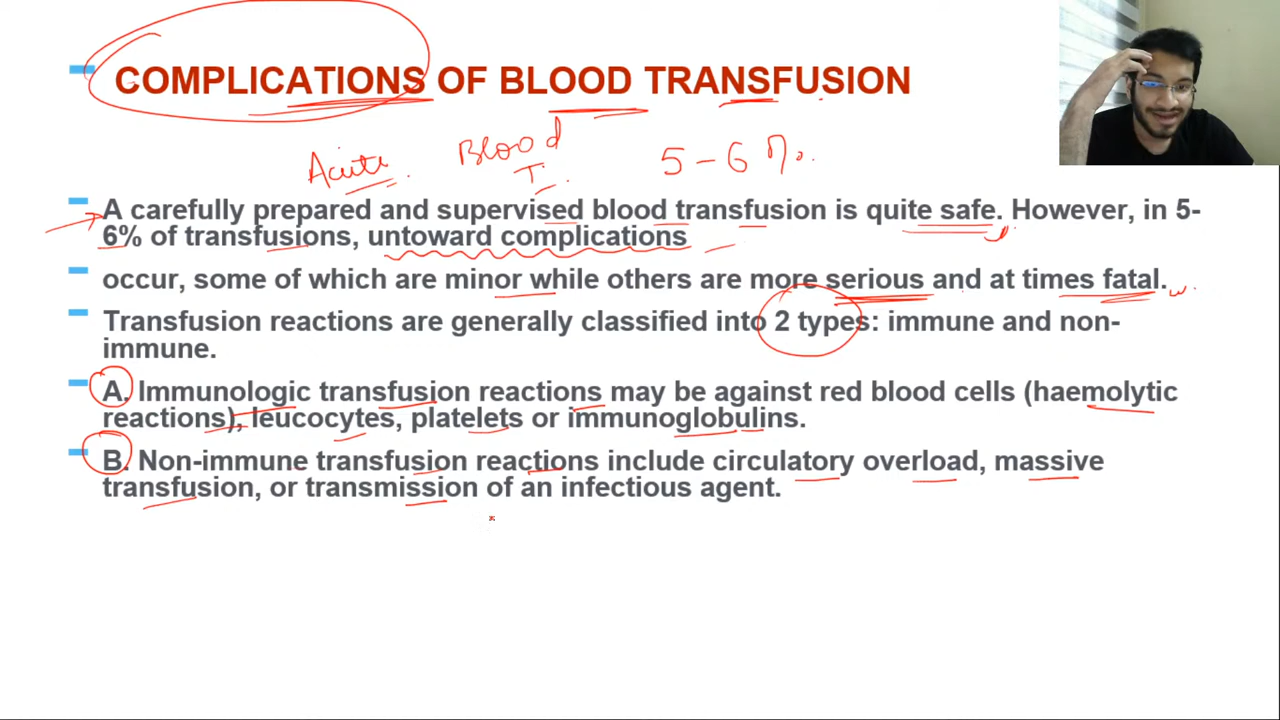 COMPLICATIONS OF BLOOD TRANSFUSION
Acute Blood T. 5-6%.
A carefully prepared and supervised blood transfusion is quite safe. However, in 5-
6% of transfusions, untoward complications
occur, some of which are minor while others are more serious and at times fatal.
Transfusion reactions are generally classified into 2 types: immune and non-
immune.
A. Immunologic transfusion reactions may be against red blood cells (haemolytic
reactions), leucocytes, platelets or immunoglobulins.
B. Non-immune transfusion reactions include circulatory overload, massive
transfusion, or transmission of an infectious agent.